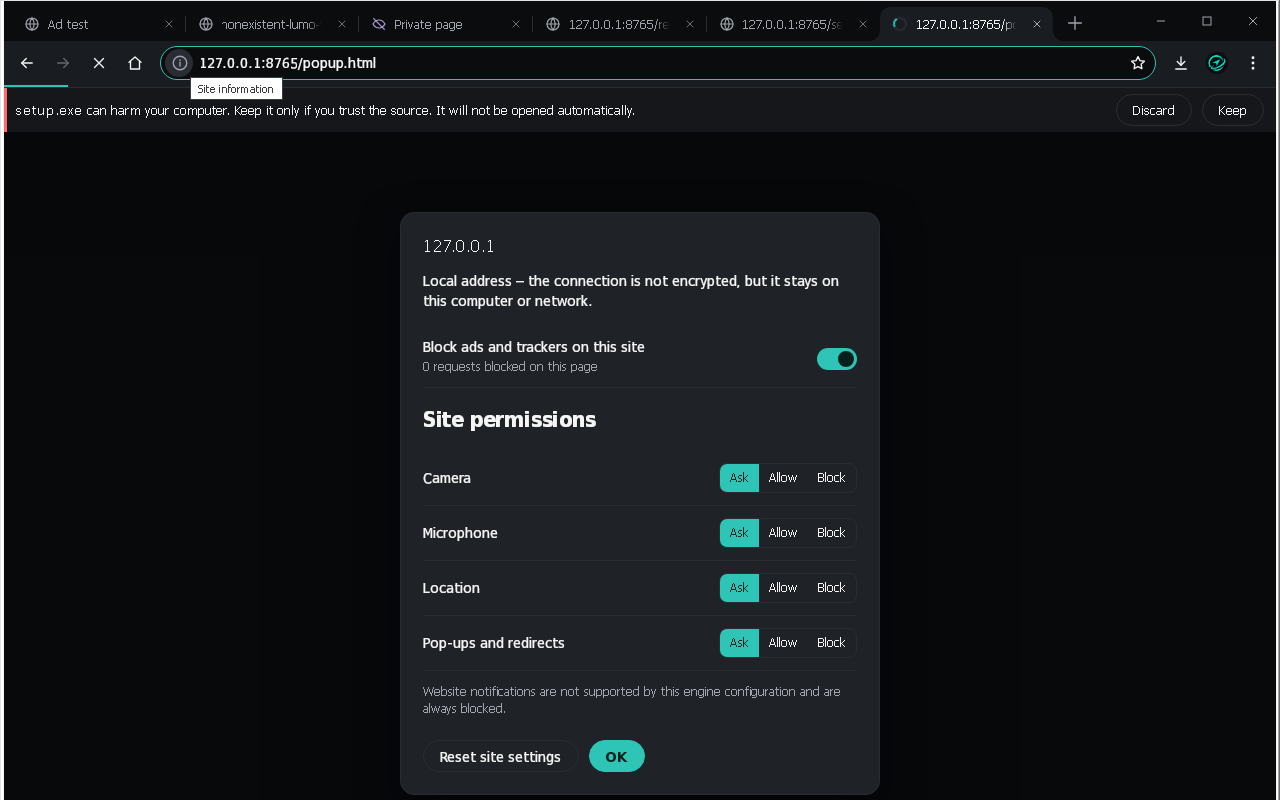 Ad test
nonexistent-lumo-
Private page
127.0.0.1:8765/re
127.0.0.1:8765/se
127.0.0.1:8765/po
127.0.0.1:8765/popup.html
Site information
setup.exe can harm your computer. Keep it only if you trust the source. It will not be opened automatically.
Discard
Keep
127.0.0.1
Local address – the connection is not encrypted, but it stays on
this computer or network.
Block ads and trackers on this site
0 requests blocked on this page
Site permissions
Camera
Ask Allow Block
Microphone
Ask Allow Block
Location
Ask Allow Block
Pop-ups and redirects
Ask Allow Block
Website notifications are not supported by this engine configuration and are
always blocked.
Reset site settings
OK